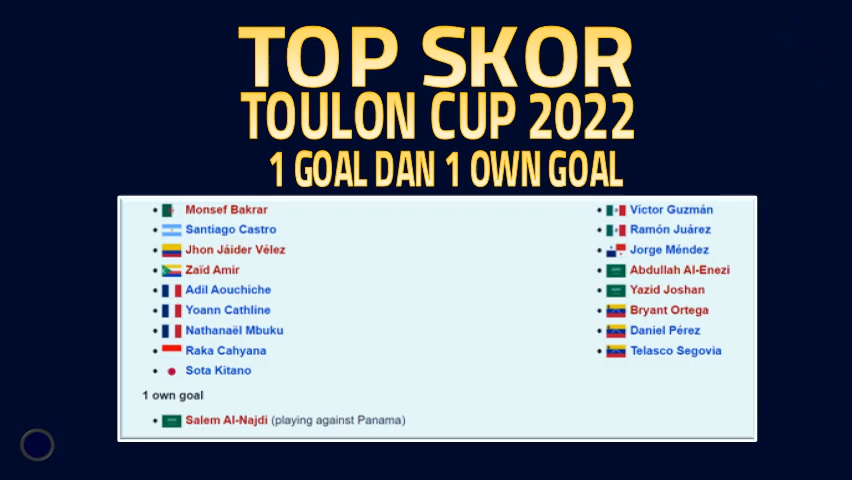 TOP SKOR
TOULON CUP 2022
1 GOAL DAN 1 OWN GOAL
Monsef Bakrar
Santiago Castro
Jhon Jáider Vélez
Zaïd Amir
Adil Aouchiche
Yoann Cathline
Nathanaël Mbuku
Raka Cahyana
Sota Kitano
Víctor Guzmán
Ramón Juárez
Jorge Méndez
Abdullah Al-Enezi
Yazid Joshan
Bryant Ortega
Daniel Pérez
Telasco Segovia
1 own goal
Salem Al-Najdi (playing against Panama)